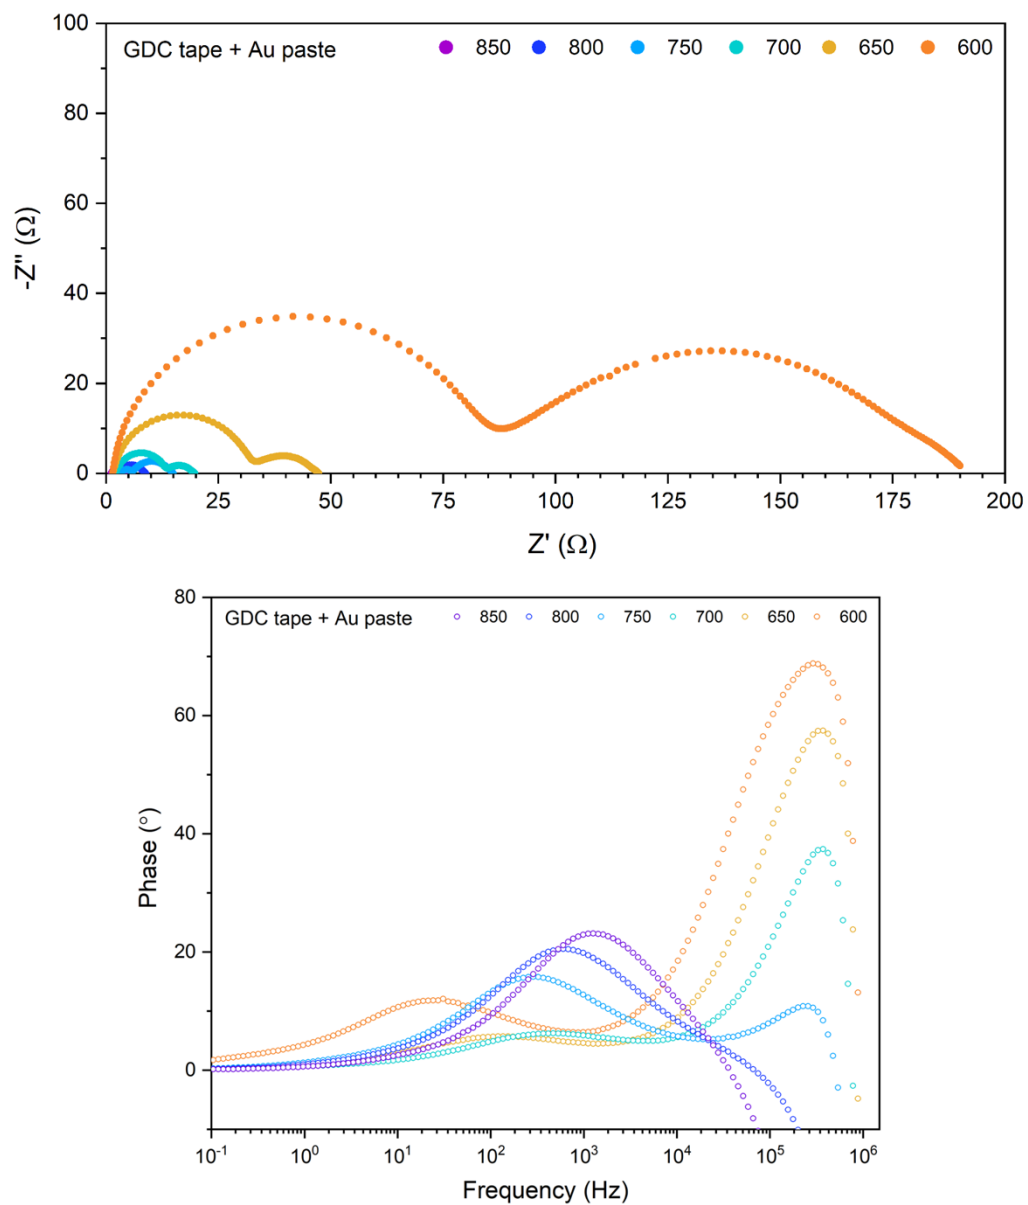 GDC tape + Au paste 850 800 750 700 650 600
100
80
60
40
20
0
-Z'' (Ω)
0 25 50 75 100 125 150 175 200
Z' (Ω)
GDC tape + Au paste 850 800 750 700 650 600
80
60
40
20
0
Phase (°)
10⁻¹ 10⁰ 10¹ 10² 10³ 10⁴ 10⁵ 10⁶
Frequency (Hz)